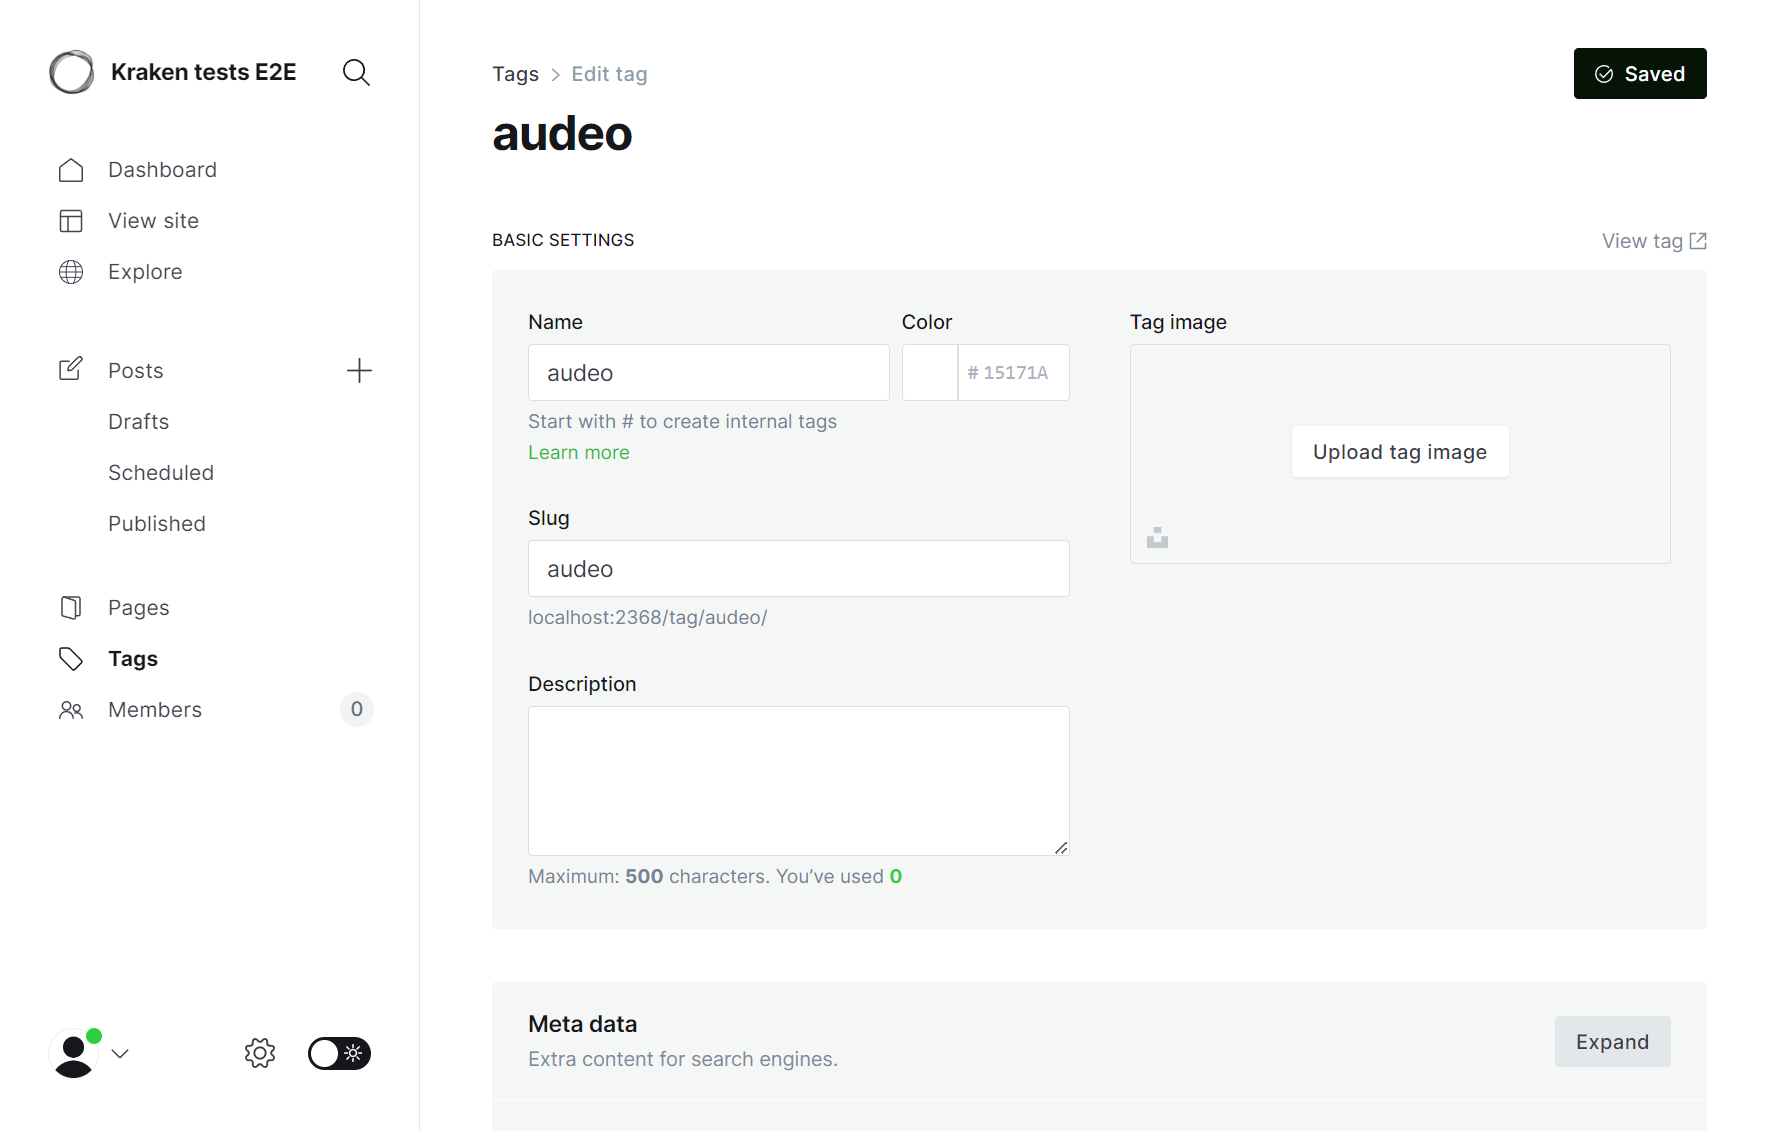 Kraken tests E2E
Dashboard
View site
Explore
Posts
Drafts
Scheduled
Published
Pages
Tags
Members 0
Tags > Edit tag
Saved
audeo
BASIC SETTINGS
View tag
Name
audeo
Start with # to create internal tags
Learn more
Color
# 15171A
Slug
audeo
localhost:2368/tag/audeo/
Description
Maximum: 500 characters. You’ve used 0
Tag image
Upload tag image
Meta data
Extra content for search engines.
Expand